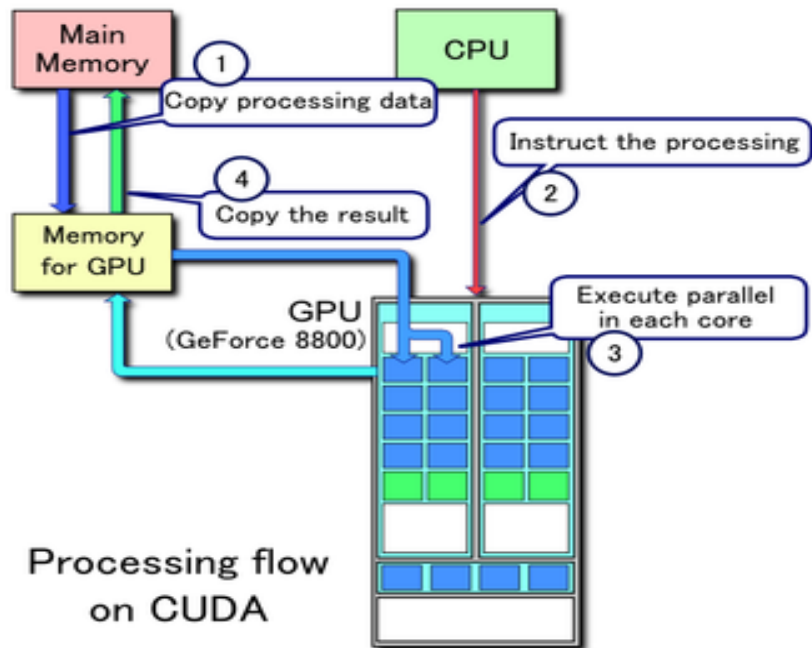 Main
Memory
CPU
1
Copy processing data
Instruct the processing
2
4
Copy the result
Memory
for GPU
GPU
(GeForce 8800)
Execute parallel
in each core
3
Processing flow
on CUDA